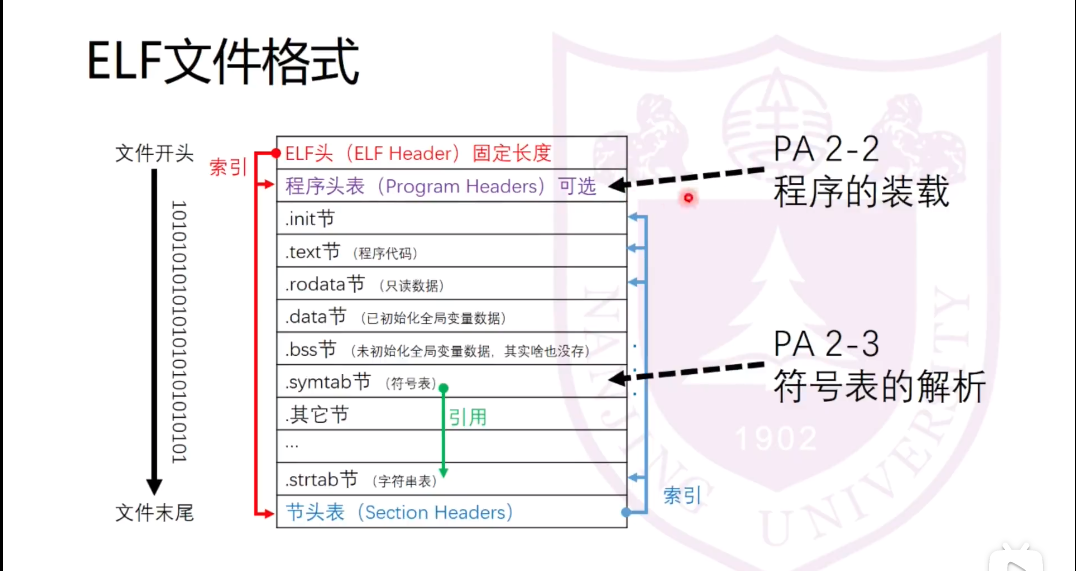 ELF文件格式
文件开头
索引
ELF头（ELF Header）固定长度
程序头表（Program Headers）可选
PA 2-2
程序的装载
.init节
.text节（程序代码）
.rodata节（只读数据）
.data节（已初始化全局变量数据）
.bss节（未初始化全局变量数据，其实啥也没存）
PA 2-3
符号表的解析
.symtab节（符号表）
.其它节
引用
...
.strtab节（字符串表）
索引
文件末尾
节头表（Section Headers）
NANJING UNIVERSITY
1902